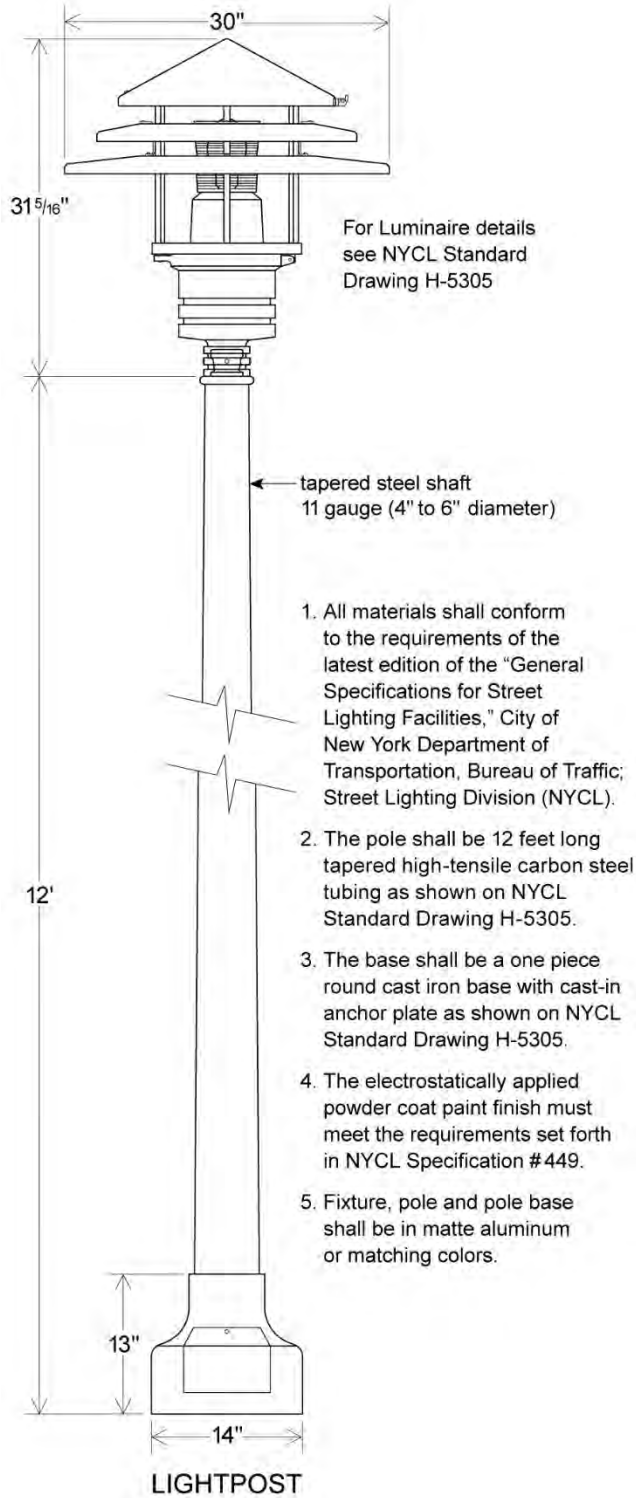 30"
31 5/16"
For Luminaire details
see NYCL Standard
Drawing H-5305
tapered steel shaft
11 gauge (4" to 6" diameter)
1. All materials shall conform
to the requirements of the
latest edition of the “General
Specifications for Street
Lighting Facilities,” City of
New York Department of
Transportation, Bureau of Traffic;
Street Lighting Division (NYCL).
2. The pole shall be 12 feet long
tapered high-tensile carbon steel
tubing as shown on NYCL
Standard Drawing H-5305.
12'
3. The base shall be a one piece
round cast iron base with cast-in
anchor plate as shown on NYCL
Standard Drawing H-5305.
4. The electrostatically applied
powder coat paint finish must
meet the requirements set forth
in NYCL Specification #449.
5. Fixture, pole and pole base
shall be in matte aluminum
or matching colors.
13"
14"
LIGHTPOST